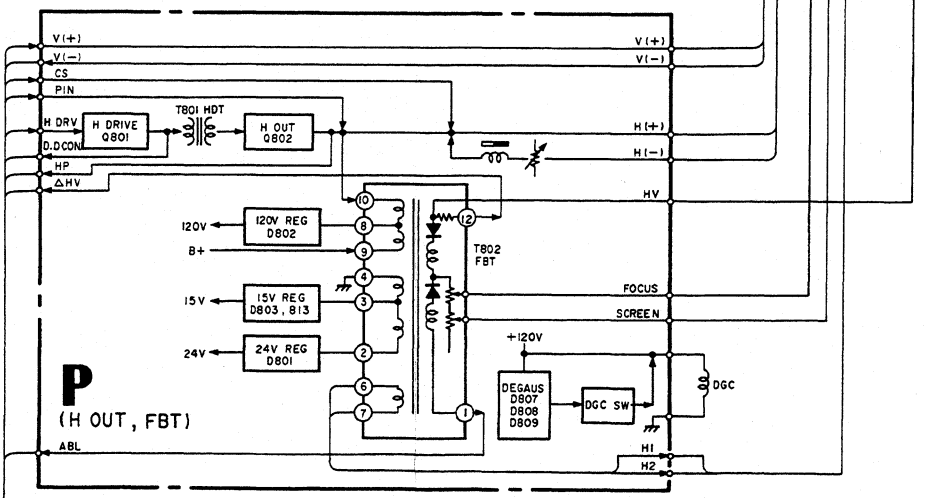 V(+)
V(+)
V(-)
V(-)
CS
PIN
H DRV
H DRIVE
Q801
T801 HDT
H OUT
Q802
H(+)
D.DCON
HP
H(-)
△HV
HV
10
12
120V
120V REG
D802
8
B+
9
T802
FBT
4
15V
15V REG
D803, 813
3
FOCUS
SCREEN
24V
24V REG
D801
2
+120V
6
7
1
DEGAUS
D807
D808
D809
DGC SW
DGC
P
(H OUT, FBT)
ABL
H1
H2